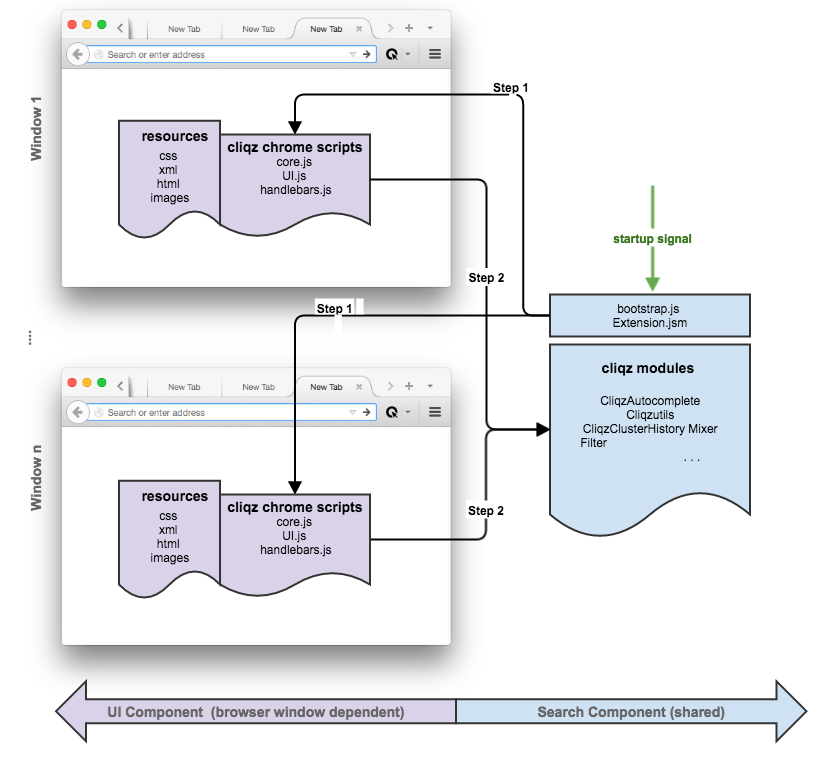 Window 1
New Tab
New Tab
New Tab
Search or enter address
Step 1
resources
css
xml
html
images
cliqz chrome scripts
core.js
UI.js
handlebars.js
startup signal
Step 2
bootstrap.js
Extension.jsm
Step 1
....
cliqz modules
CliqzAutocomplete
Cliqzutils
CliqzClusterHistory Mixer
Filter
. . .
Window n
New Tab
New Tab
New Tab
Search or enter address
resources
css
xml
html
images
cliqz chrome scripts
core.js
UI.js
handlebars.js
Step 2
UI Component (browser window dependent)
Search Component (shared)